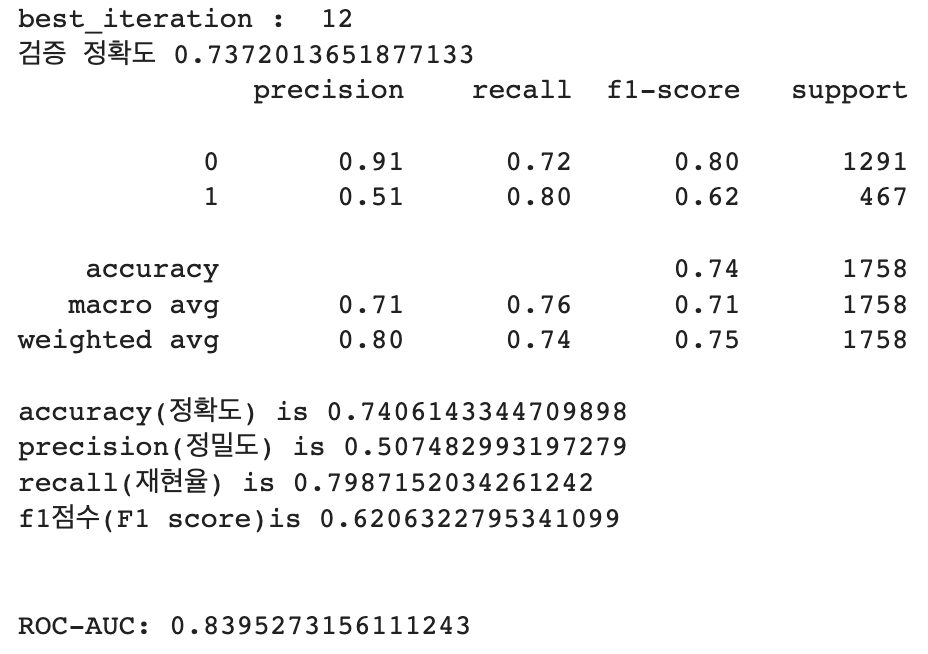 best_iteration :  12
검증 정확도 0.7372013651877133
              precision    recall  f1-score   support

           0       0.91      0.72      0.80      1291
           1       0.51      0.80      0.62       467

    accuracy                           0.74      1758
   macro avg       0.71      0.76      0.71      1758
weighted avg       0.80      0.74      0.75      1758

accuracy(정확도) is 0.7406143344709898
precision(정밀도) is 0.507482993197279
recall(재현율) is 0.7987152034261242
f1점수(F1 score)is 0.6206322795341099

ROC-AUC: 0.8395273156111243